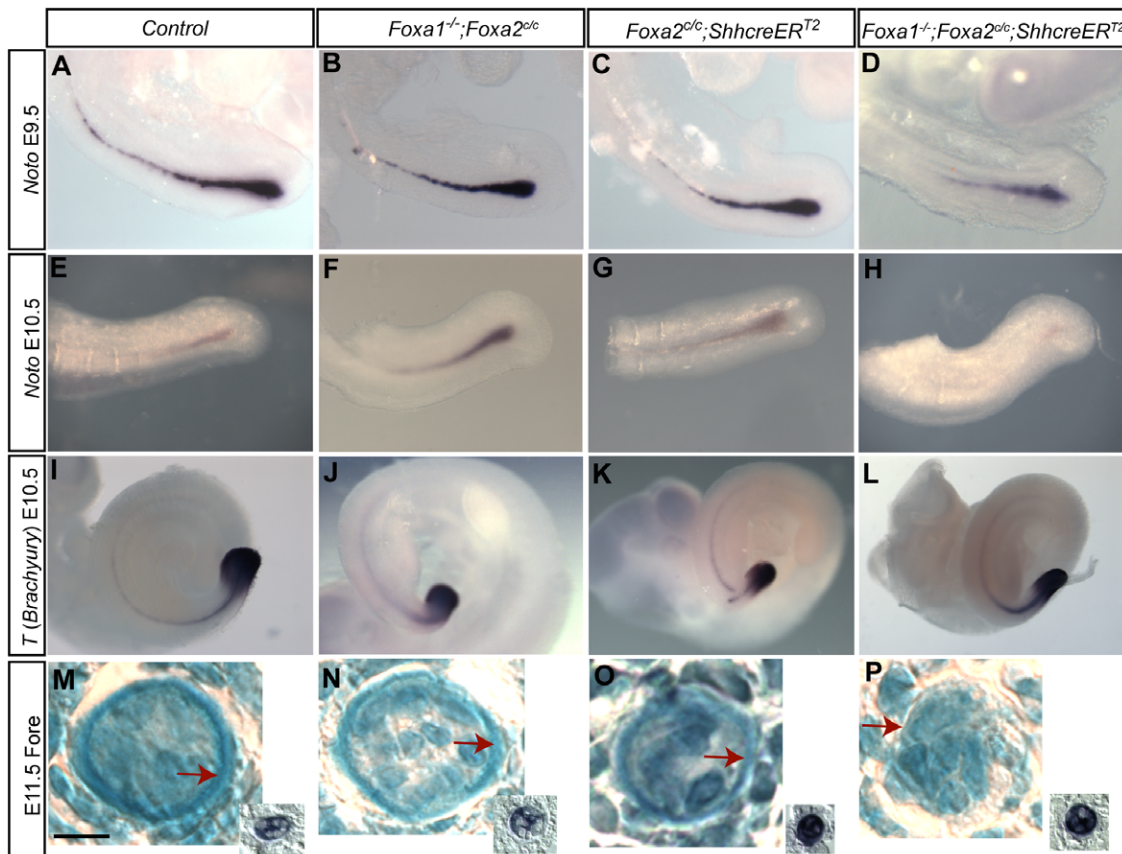 Control
Foxa1-/-;Foxa2c/c
Foxa2c/c;ShhcreERT2
Foxa1-/-;Foxa2c/c;ShhcreERT2
Noto E9.5
A
B
C
D
Noto E10.5
E
F
G
H
T (Brachyury) E10.5
I
J
K
L
E11.5 Fore
M
N
O
P